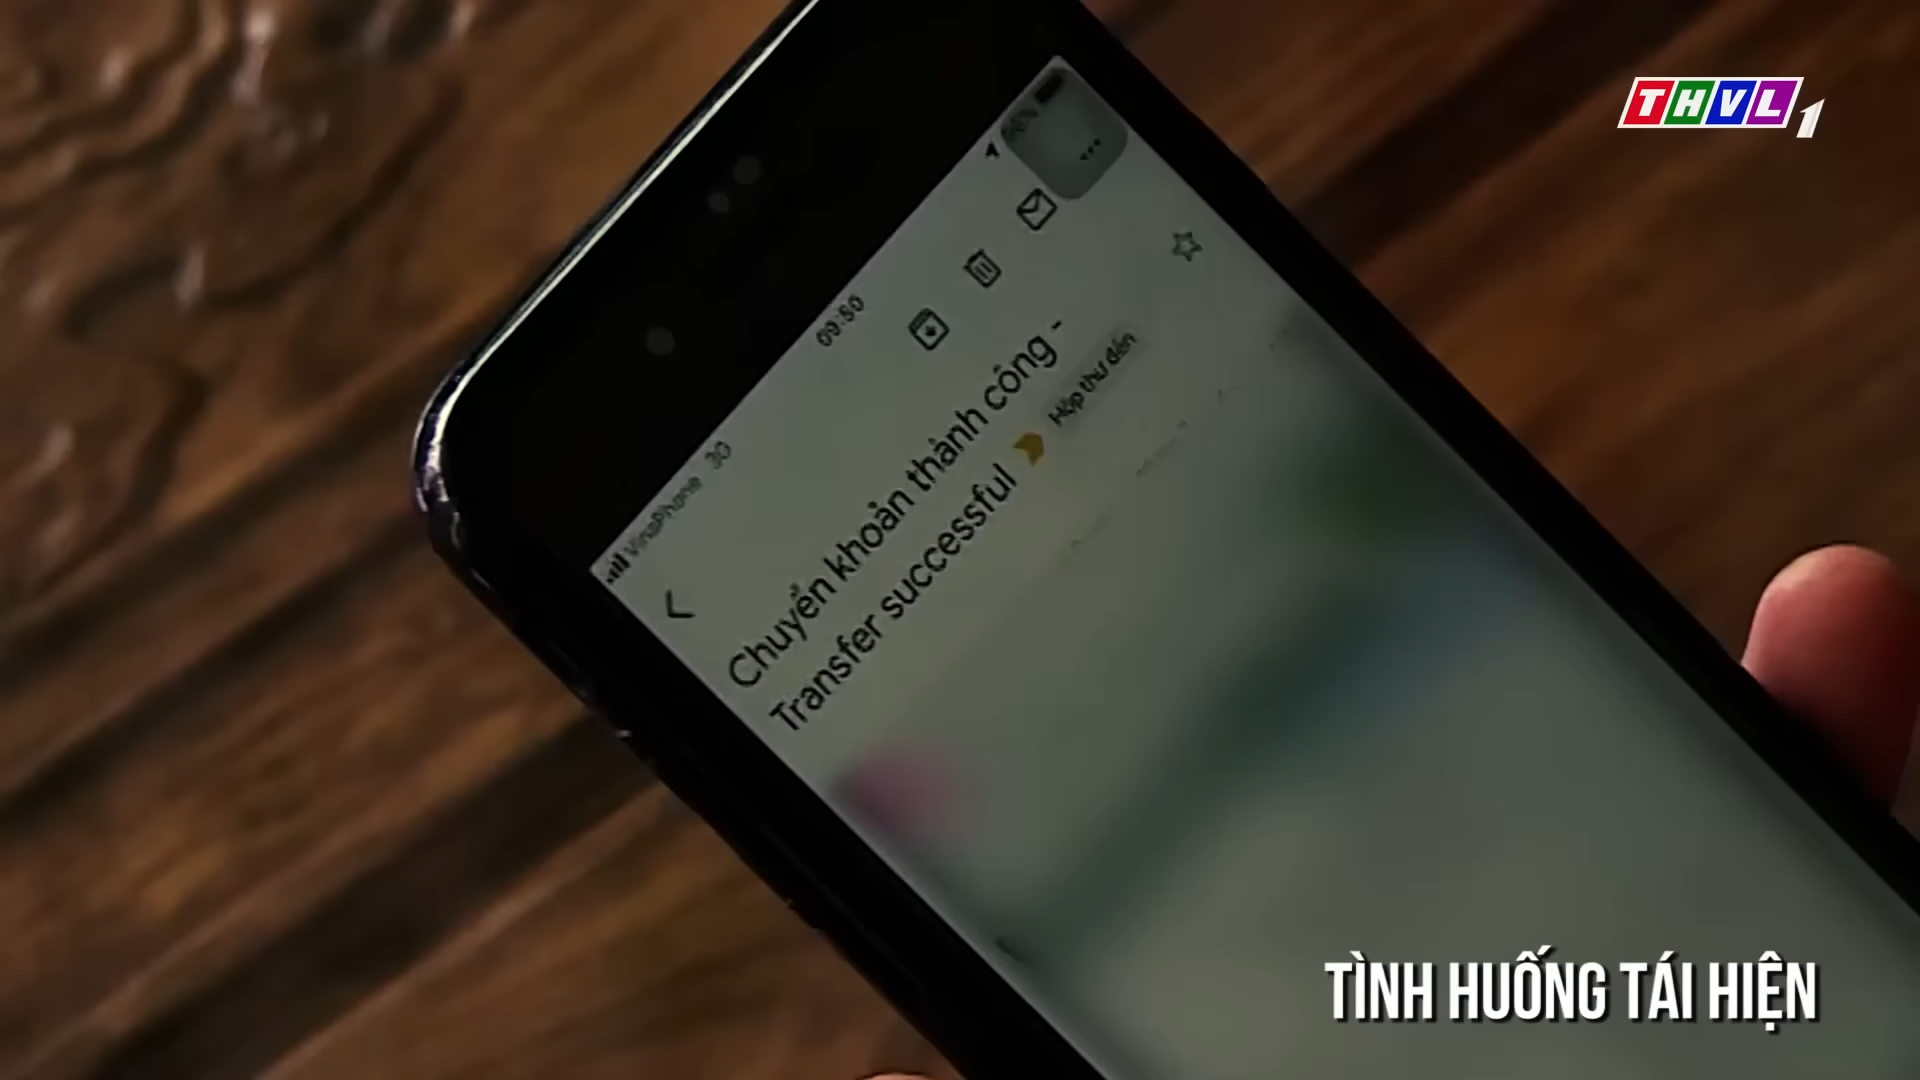 THVL1
VinaPhone 3G
09:50
Chuyển khoản thành công -
Transfer successful
Hộp thư đến
TÌNH HUỐNG TÁI HIỆN